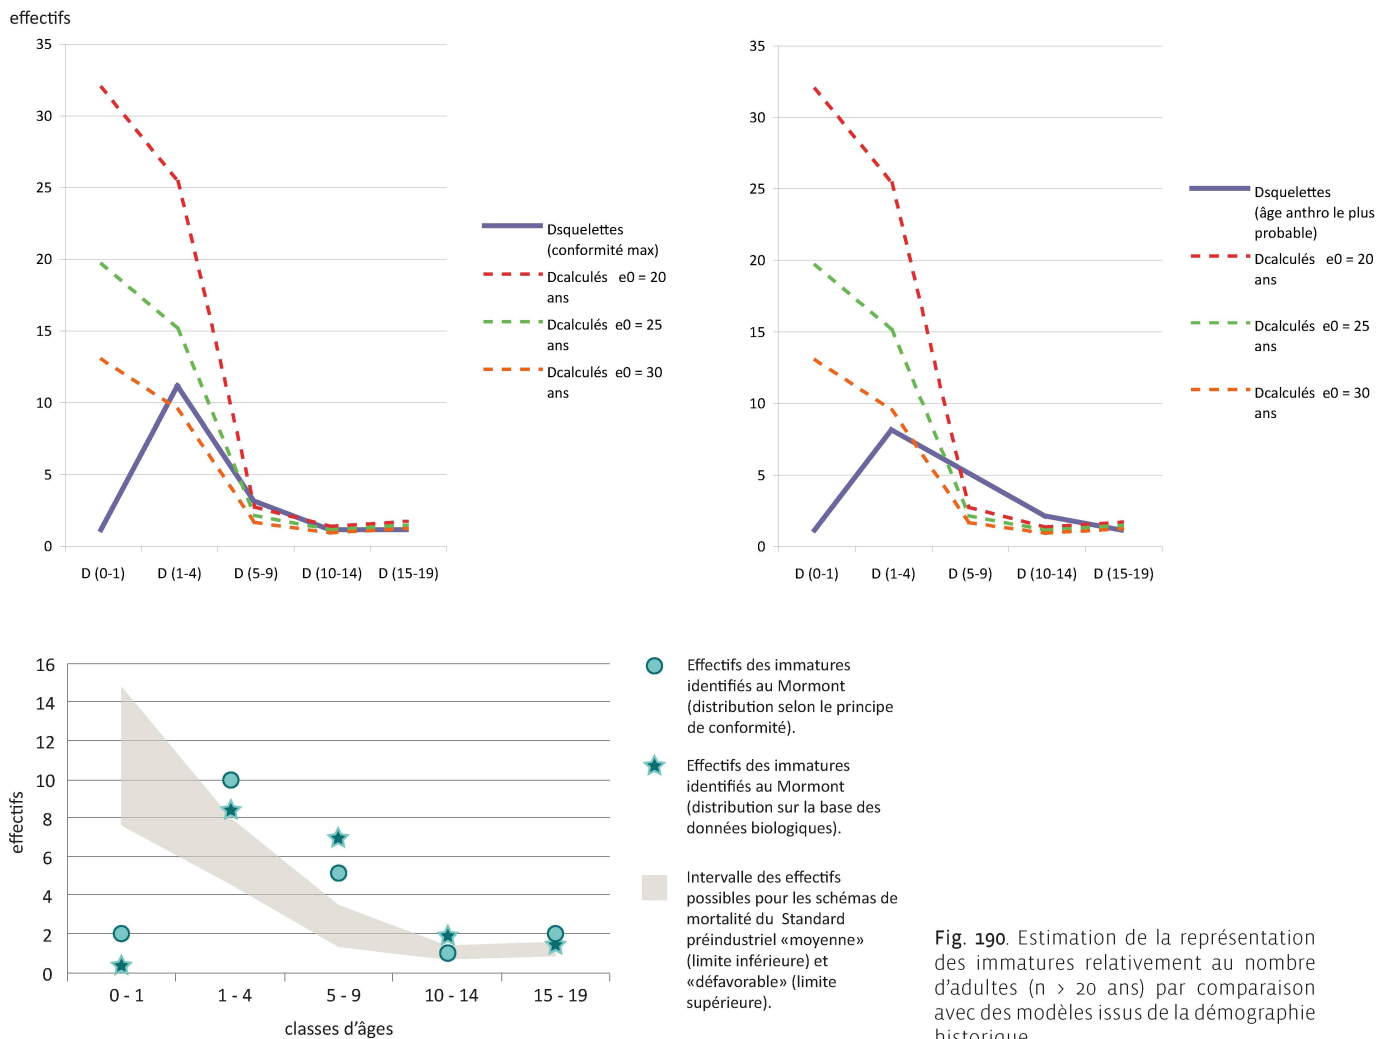 effectifs
35
30
25
20
15
10
5
0
D (0-1)
D (1-4)
D (5-9)
D (10-14)
D (15-19)
Dsquelettes
(conformité max)
Dcalculés e0 = 20
ans
Dcalculés e0 = 25
ans
Dcalculés e0 = 30
ans
35
30
25
20
15
10
5
0
D (0-1)
D (1-4)
D (5-9)
D (10-14)
D (15-19)
Dsquelettes
(âge anthro le plus
probable)
Dcalculés e0 = 20
ans
Dcalculés e0 = 25
ans
Dcalculés e0 = 30
ans
effectifs
16
14
12
10
8
6
4
2
0
0 - 1
1 - 4
5 - 9
10 - 14
15 - 19
classes d’âges
Effectifs des immatures
identifiés au Mormont
(distribution selon le principe
de conformité).
Effectifs des immatures
identifiés au Mormont
(distribution sur la base des
données biologiques).
Intervalle des effectifs
possibles pour les schémas de
mortalité du Standard
préindustriel «moyenne»
(limite inférieure) et
«défavorable» (limite
supérieure).
Fig. 190. Estimation de la représentation
des immatures relativement au nombre
d’adultes (n > 20 ans) par comparaison
avec des modèles issus de la démographie
historique